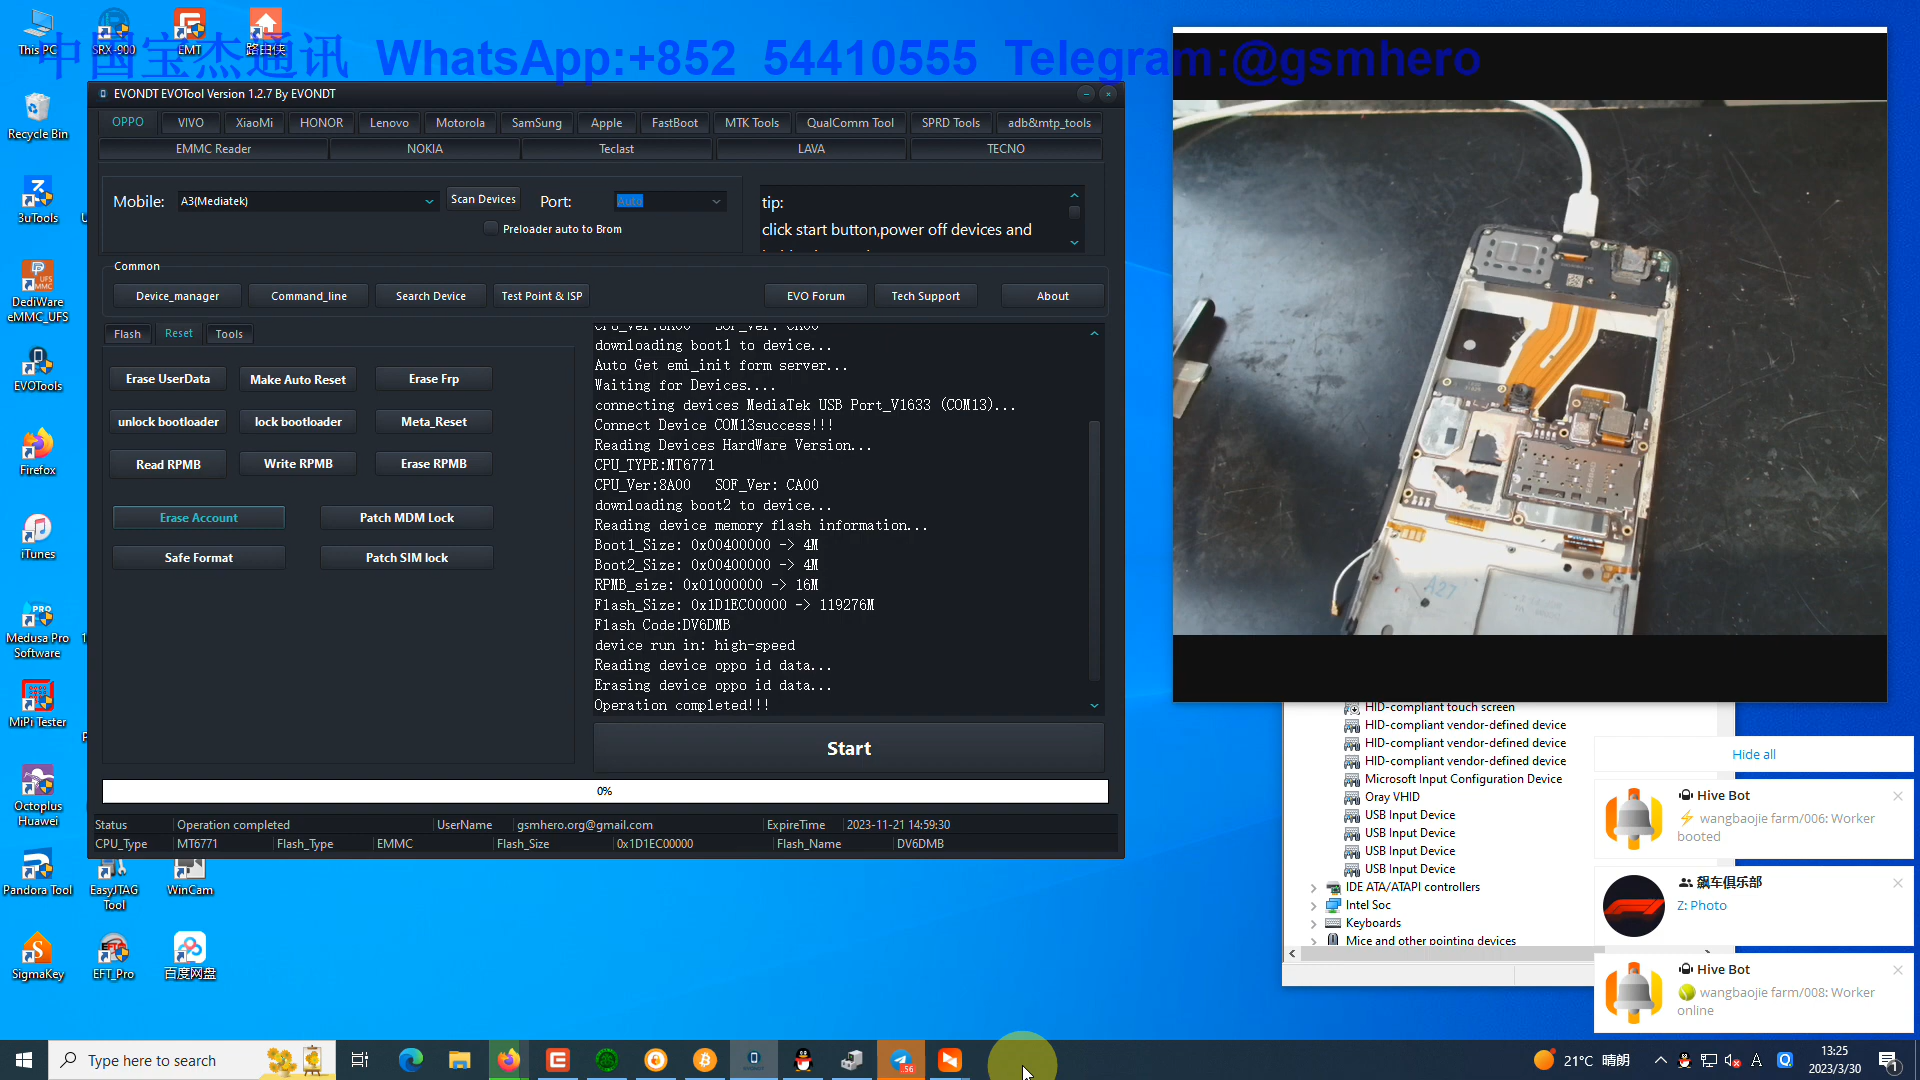 This PC
SRX-900
EMT
路由侠
中国宝杰通讯 WhatsApp:+852 54410555 Telegram:@gsmhero
Recycle Bin
3uTools
DediWare
eMMC_UFS
EVOTools
Firefox
iTunes
Medusa Pro
Software
MiPi Tester
Octoplus
Huawei
Pandora Tool
EasyJTAG
Tool
WinCam
SigmaKey
EFT_Pro
百度网盘
EVONDT EVOTool Version 1.2.7 By EVONDT
OPPO VIVO XiaoMi HONOR Lenovo Motorola SamSung Apple FastBoot MTK Tools QualComm Tool SPRD Tools adb&mtp_tools
EMMC Reader NOKIA Teclast LAVA TECNO
Mobile: A3(Mediatek) Scan Devices Port: Auto
Preloader auto to Brom
tip:
click start button,power off devices and
Common
Device_manager Command_line Search Device Test Point & ISP EVO Forum Tech Support About
Flash Reset Tools
Erase UserData Make Auto Reset Erase Frp
unlock bootloader lock bootloader Meta_Reset
Read RPMB Write RPMB Erase RPMB
Erase Account Patch MDM Lock
Safe Format Patch SIM lock
CPU_Ver:8A00 SOF_Ver: CA00
downloading boot1 to device...
Auto Get emi_init form server...
Waiting for Devices....
connecting devices MediaTek USB Port_V1633 (COM13)...
Connect Device COM13success!!!
Reading Devices HardWare Version...
CPU_TYPE:MT6771
CPU_Ver:8A00 SOF_Ver: CA00
downloading boot2 to device...
Reading device memory flash information...
Boot1_Size: 0x00400000 -> 4M
Boot2_Size: 0x00400000 -> 4M
RPMB_size: 0x01000000 -> 16M
Flash_Size: 0x1D1EC00000 -> 119276M
Flash Code:DV6DMB
device run in: high-speed
Reading device oppo id data...
Erasing device oppo id data...
Operation completed!!!
Start
0%
Status Operation completed UserName gsmhero.org@gmail.com ExpireTime 2023-11-21 14:59:30
CPU_Type MT6771 Flash_Type EMMC Flash_Size 0x1D1EC00000 Flash_Name DV6DMB
A27
HID-compliant touch screen
HID-compliant vendor-defined device
HID-compliant vendor-defined device
HID-compliant vendor-defined device
Microsoft Input Configuration Device
Oray VHID
USB Input Device
USB Input Device
USB Input Device
USB Input Device
IDE ATA/ATAPI controllers
Intel Soc
Keyboards
Mice and other pointing devices
Hide all
Hive Bot
⚡ wangbaojie farm/006: Worker
booted
飙车俱乐部
Z: Photo
Hive Bot
wangbaojie farm/008: Worker
online
Type here to search
.56
21°C 晴朗
A
13:25
2023/3/30
1